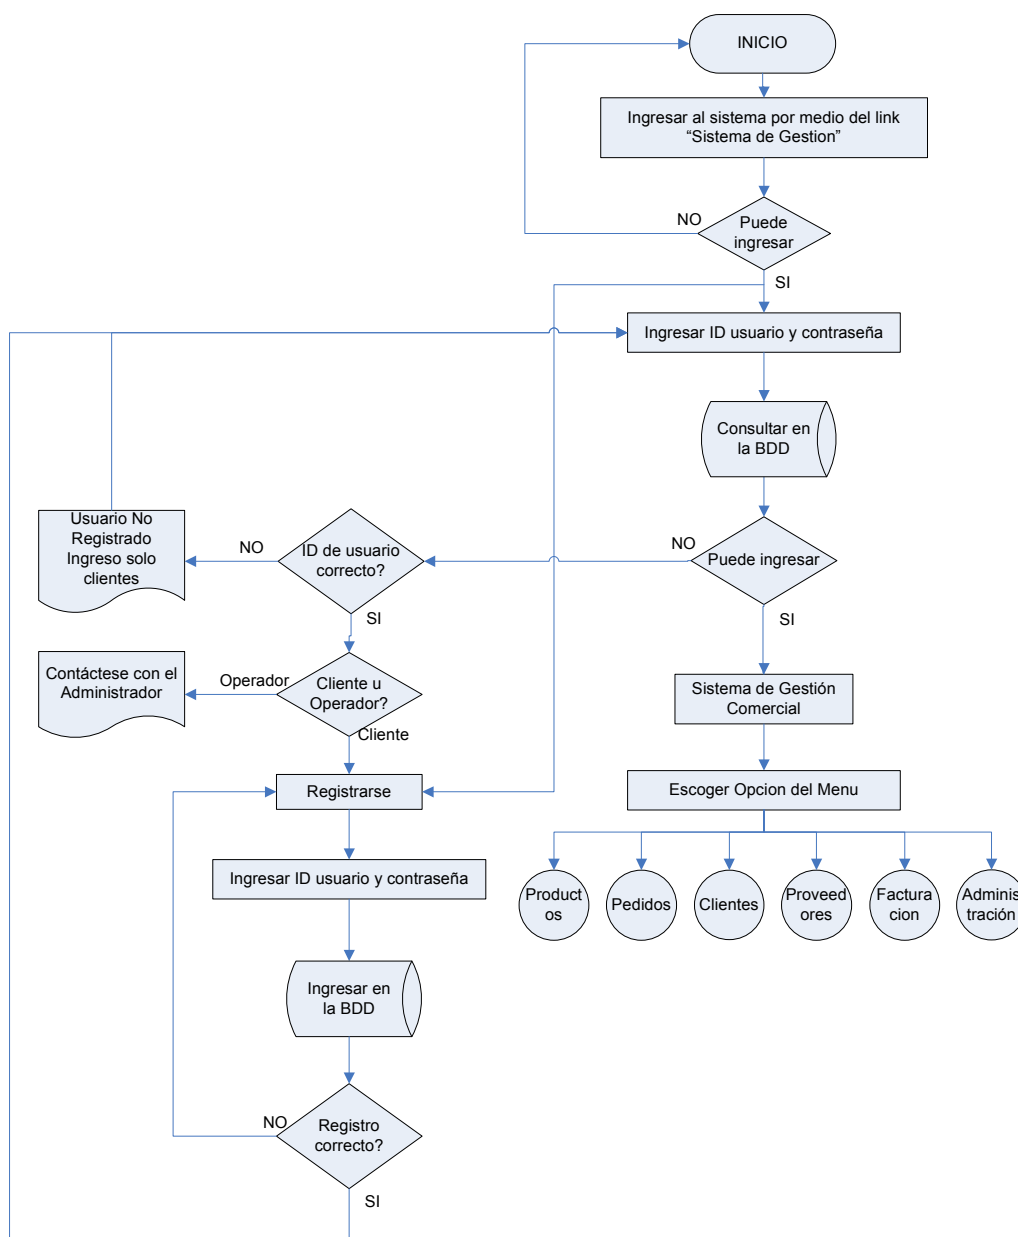 INICIO
Ingresar al sistema por medio del link
“Sistema de Gestion”
NO
Puede
ingresar
SI
Ingresar ID usuario y contraseña
Consultar en
la BDD
Usuario No
Registrado
Ingreso solo
clientes
NO
ID de usuario
correcto?
NO
Puede ingresar
SI
SI
Contáctese con el
Administrador
Operador
Cliente u
Operador?
Cliente
Sistema de Gestión
Comercial
Registrarse
Escoger Opcion del Menu
Ingresar ID usuario y contraseña
Product
os
Pedidos
Clientes
Proveed
ores
Factura
cion
Adminis
tración
Ingresar en
la BDD
NO
Registro
correcto?
SI